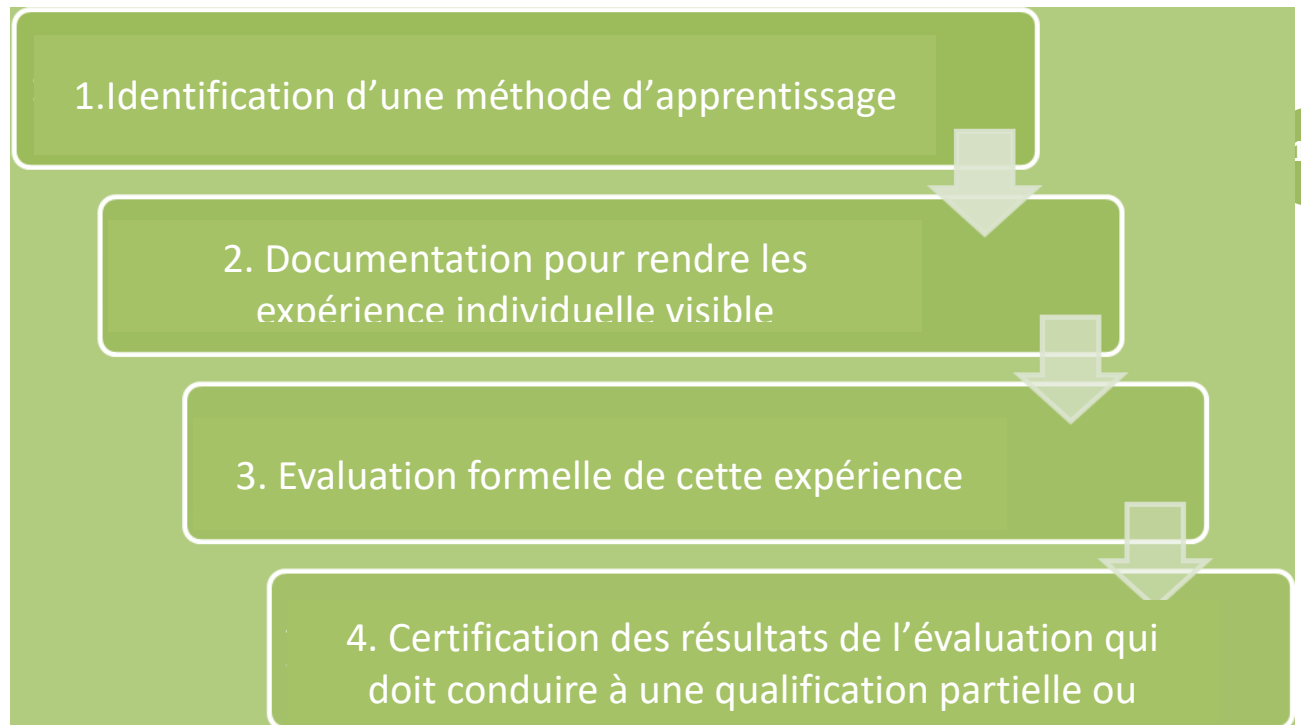 1.Identification d’une méthode d’apprentissage
2. Documentation pour rendre les
expérience individuelle visible
3. Evaluation formelle de cette expérience
4. Certification des résultats de l’évaluation qui
doit conduire à une qualification partielle ou